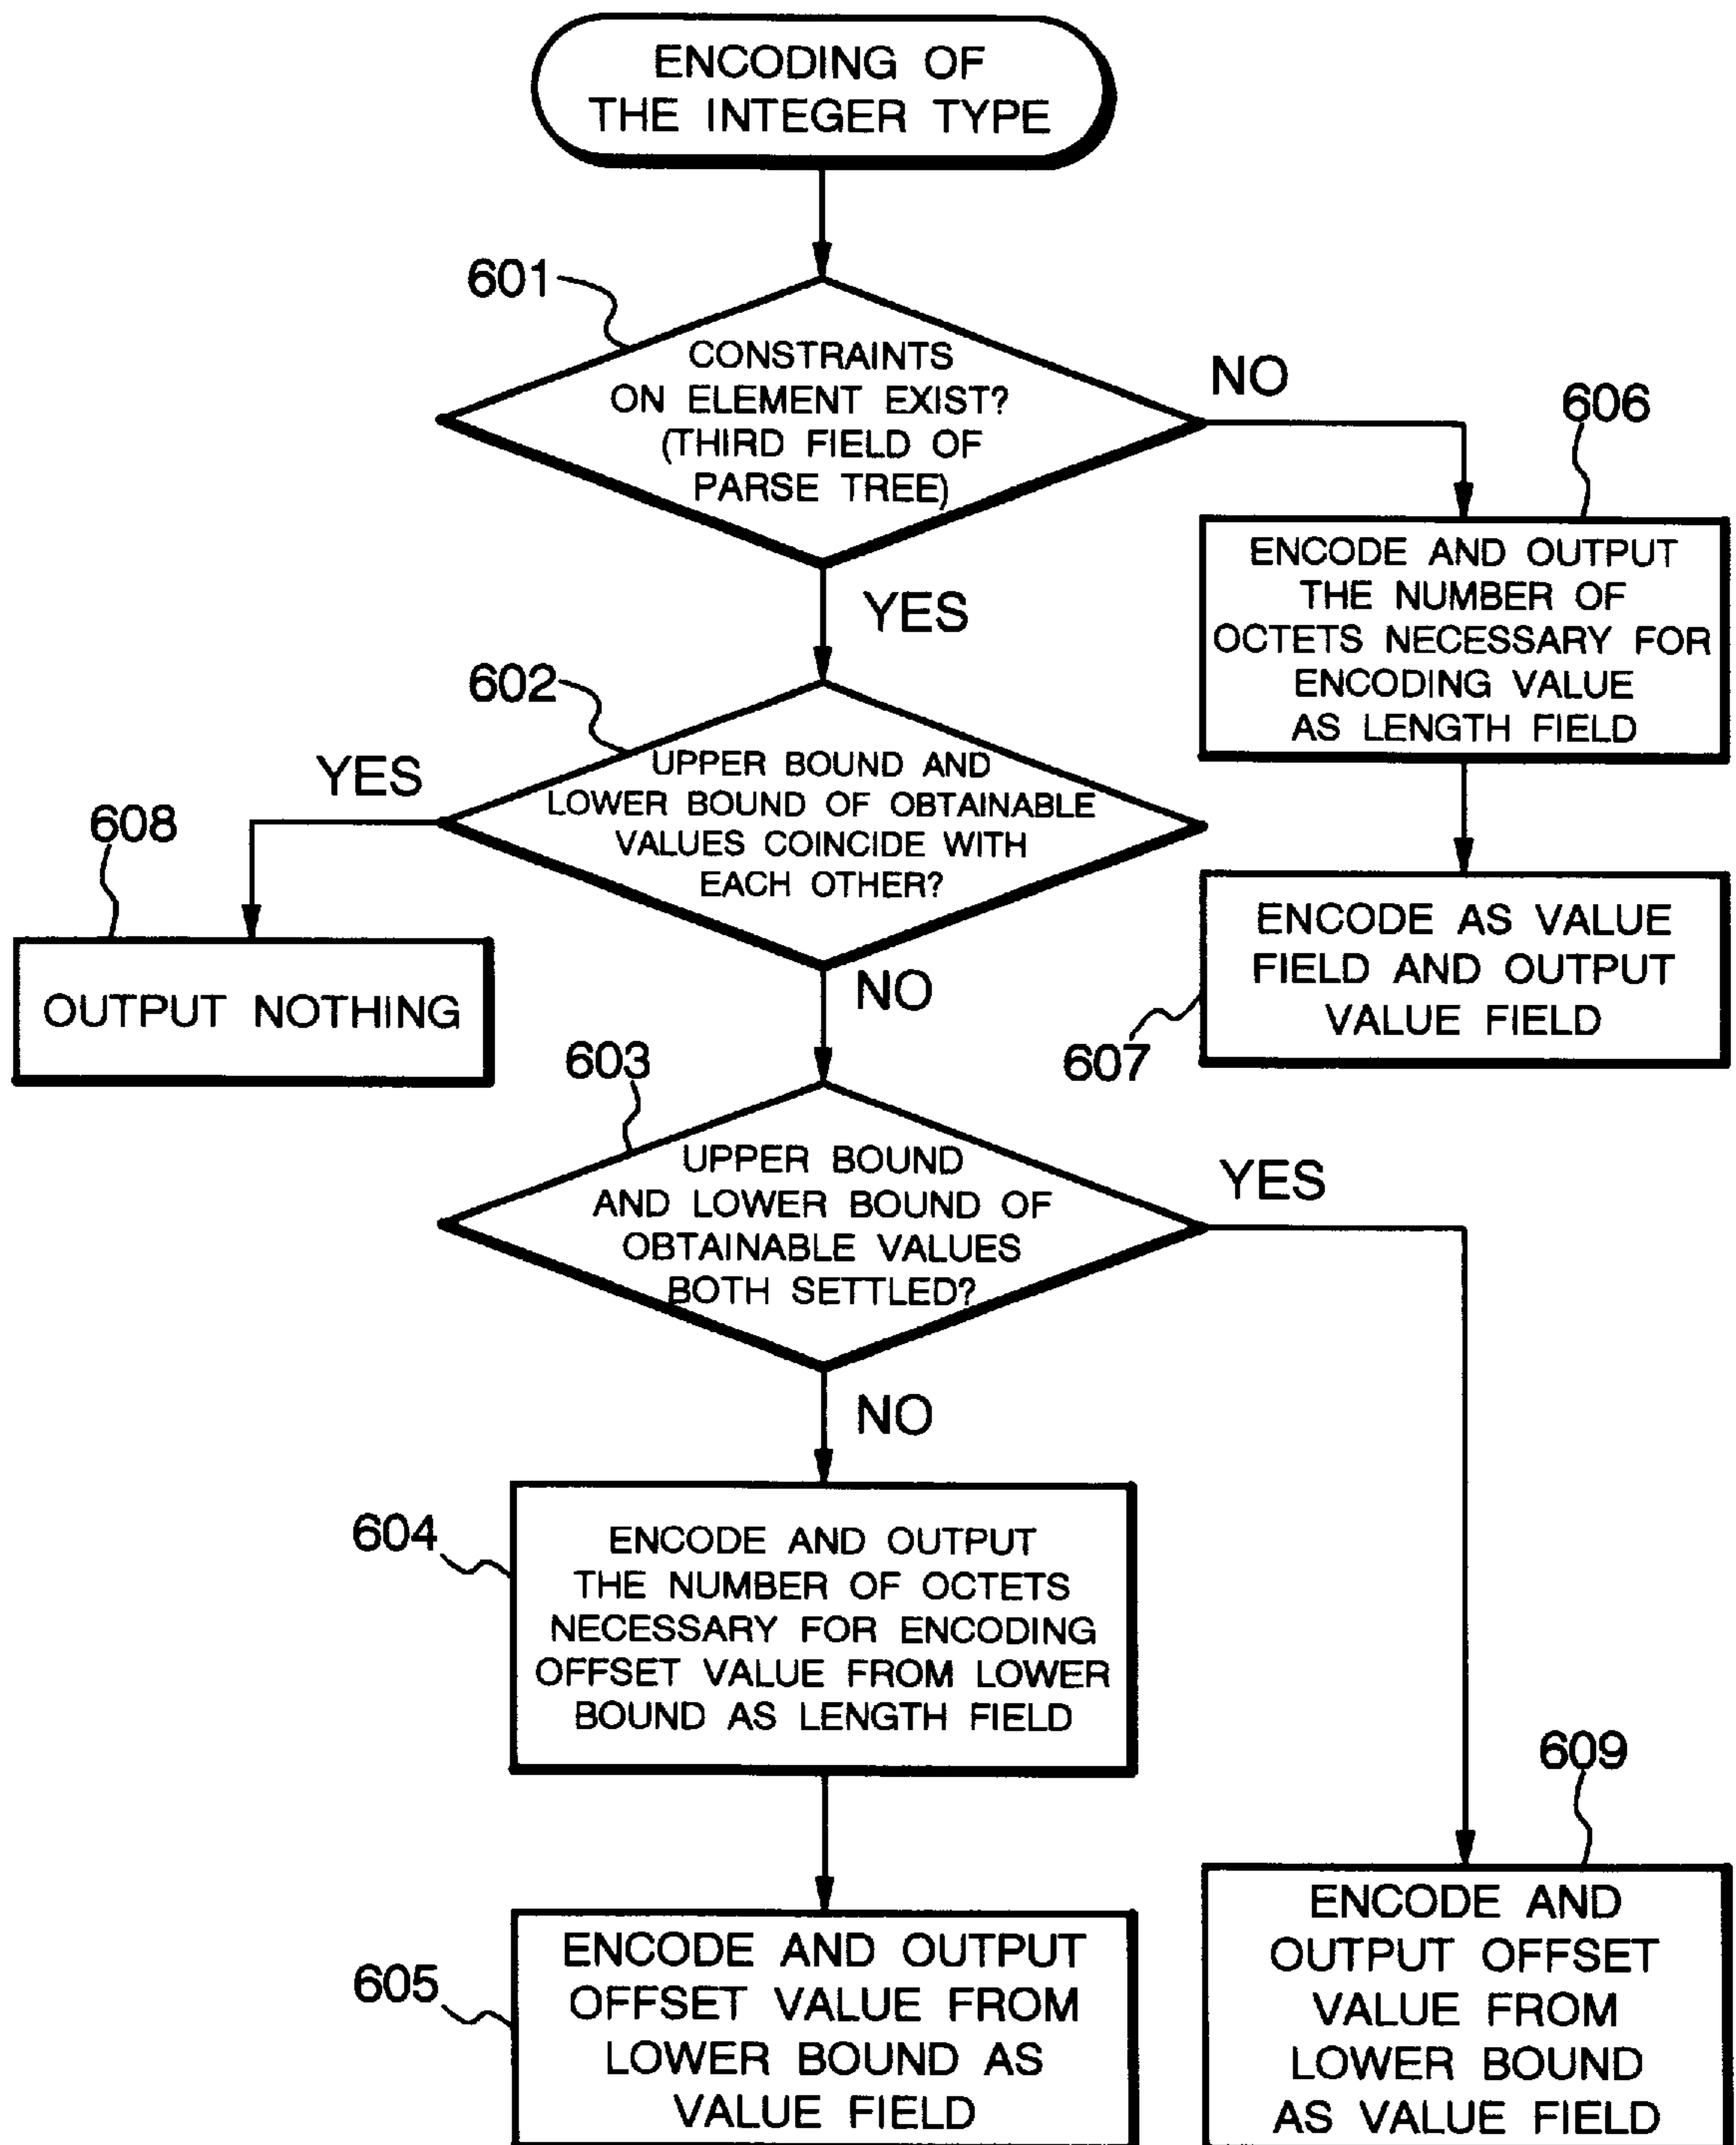 ENCODING OF
THE INTEGER TYPE
601
CONSTRAINTS
ON ELEMENT EXIST?
(THIRD FIELD OF
PARSE TREE)
NO
606
ENCODE AND OUTPUT
THE NUMBER OF
OCTETS NECESSARY FOR
ENCODING VALUE
AS LENGTH FIELD
YES
602
UPPER BOUND AND
LOWER BOUND OF OBTAINABLE
VALUES COINCIDE WITH
EACH OTHER?
YES
608
OUTPUT NOTHING
ENCODE AS VALUE
FIELD AND OUTPUT
VALUE FIELD
607
NO
603
UPPER BOUND
AND LOWER BOUND OF
OBTAINABLE VALUES
BOTH SETTLED?
YES
NO
604
ENCODE AND OUTPUT
THE NUMBER OF OCTETS
NECESSARY FOR ENCODING
OFFSET VALUE FROM LOWER
BOUND AS LENGTH FIELD
609
605
ENCODE AND OUTPUT
OFFSET VALUE FROM
LOWER BOUND AS
VALUE FIELD
ENCODE AND
OUTPUT OFFSET
VALUE FROM
LOWER BOUND
AS VALUE FIELD